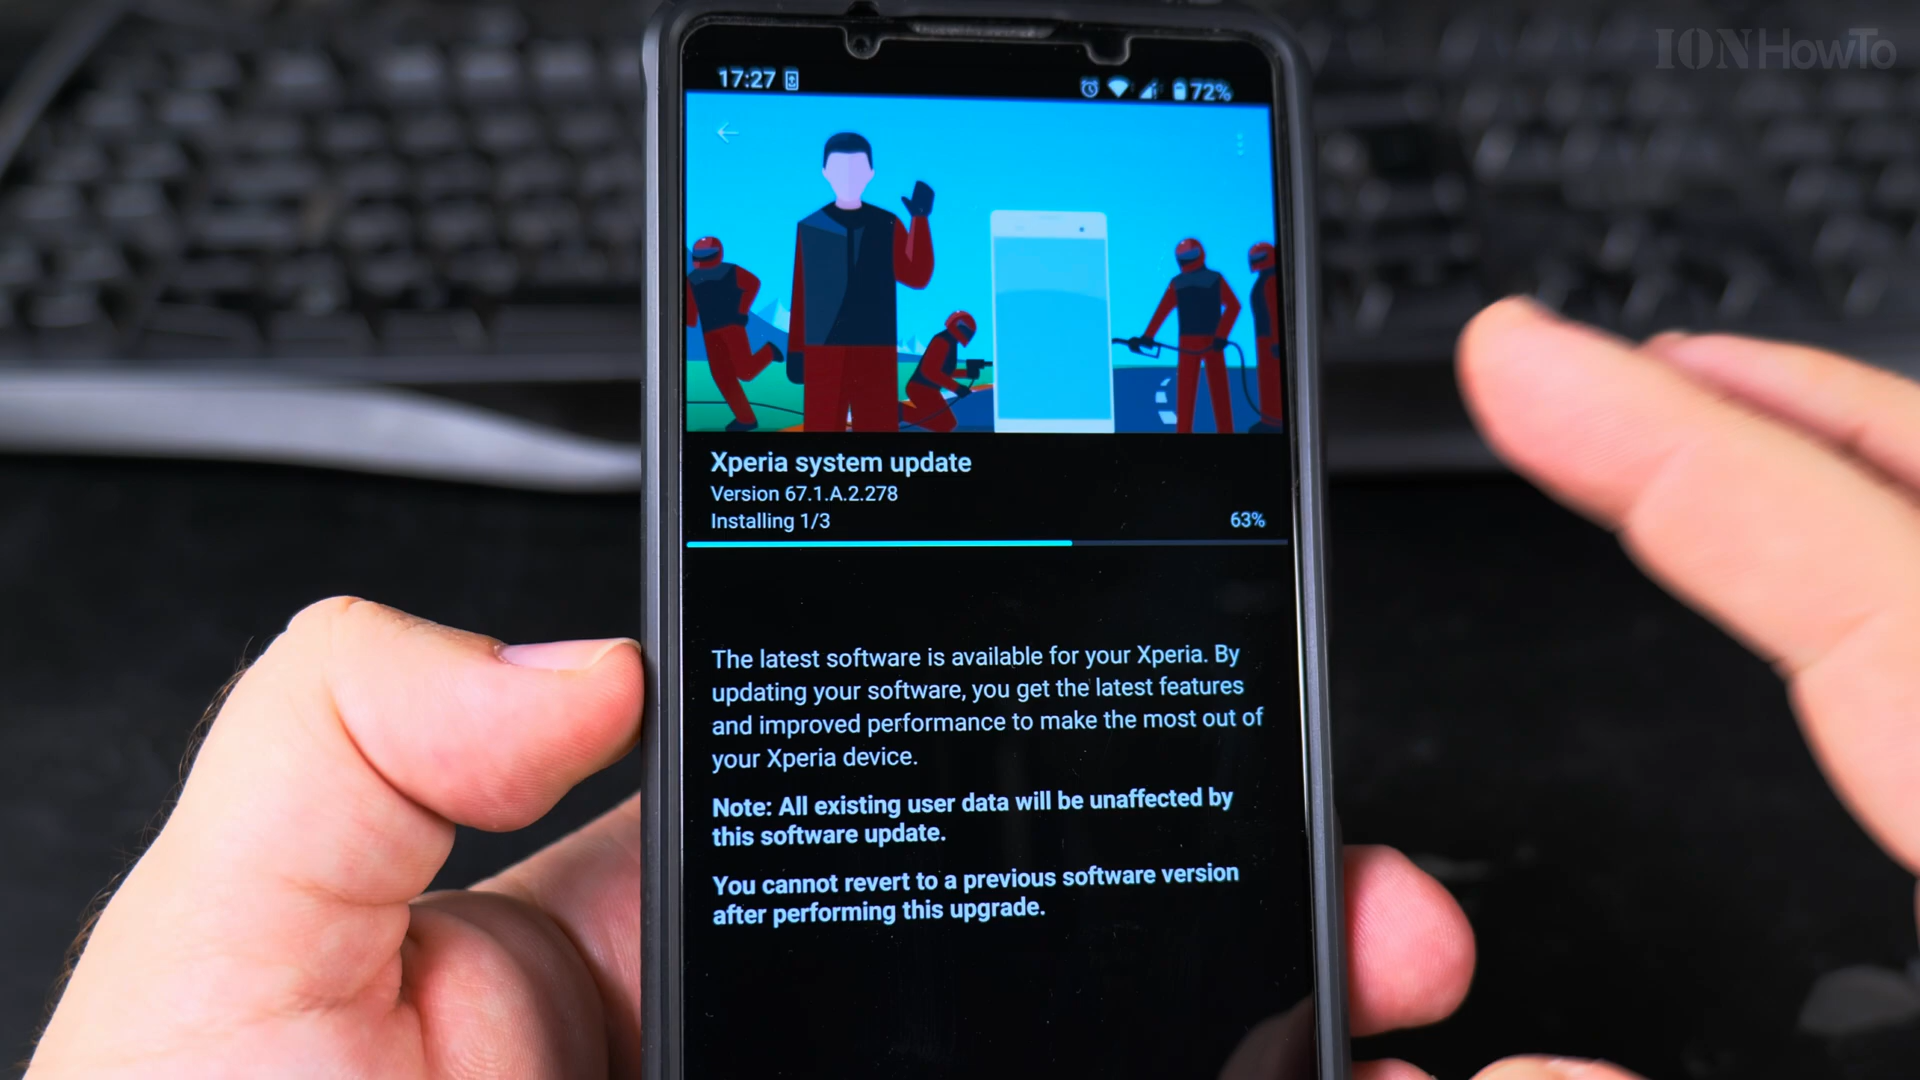 IONHowTo
17:27
72%
Xperia system update
Version 67.1.A.2.278
Installing 1/3
63%
The latest software is available for your Xperia. By
updating your software, you get the latest features
and improved performance to make the most out of
your Xperia device.
Note: All existing user data will be unaffected by
this software update.
You cannot revert to a previous software version
after performing this upgrade.